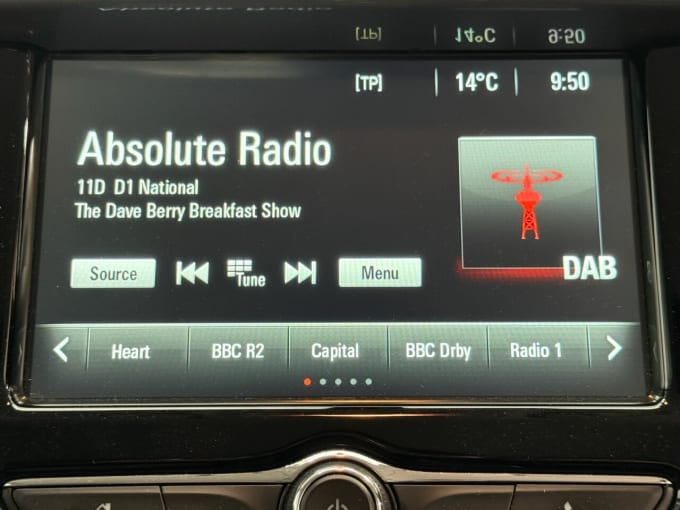 [TP] 14°C 9:50
Absolute Radio
11D D1 National
The Dave Berry Breakfast Show
Source Tune Menu
DAB
Heart BBC R2 Capital BBC Drby Radio 1